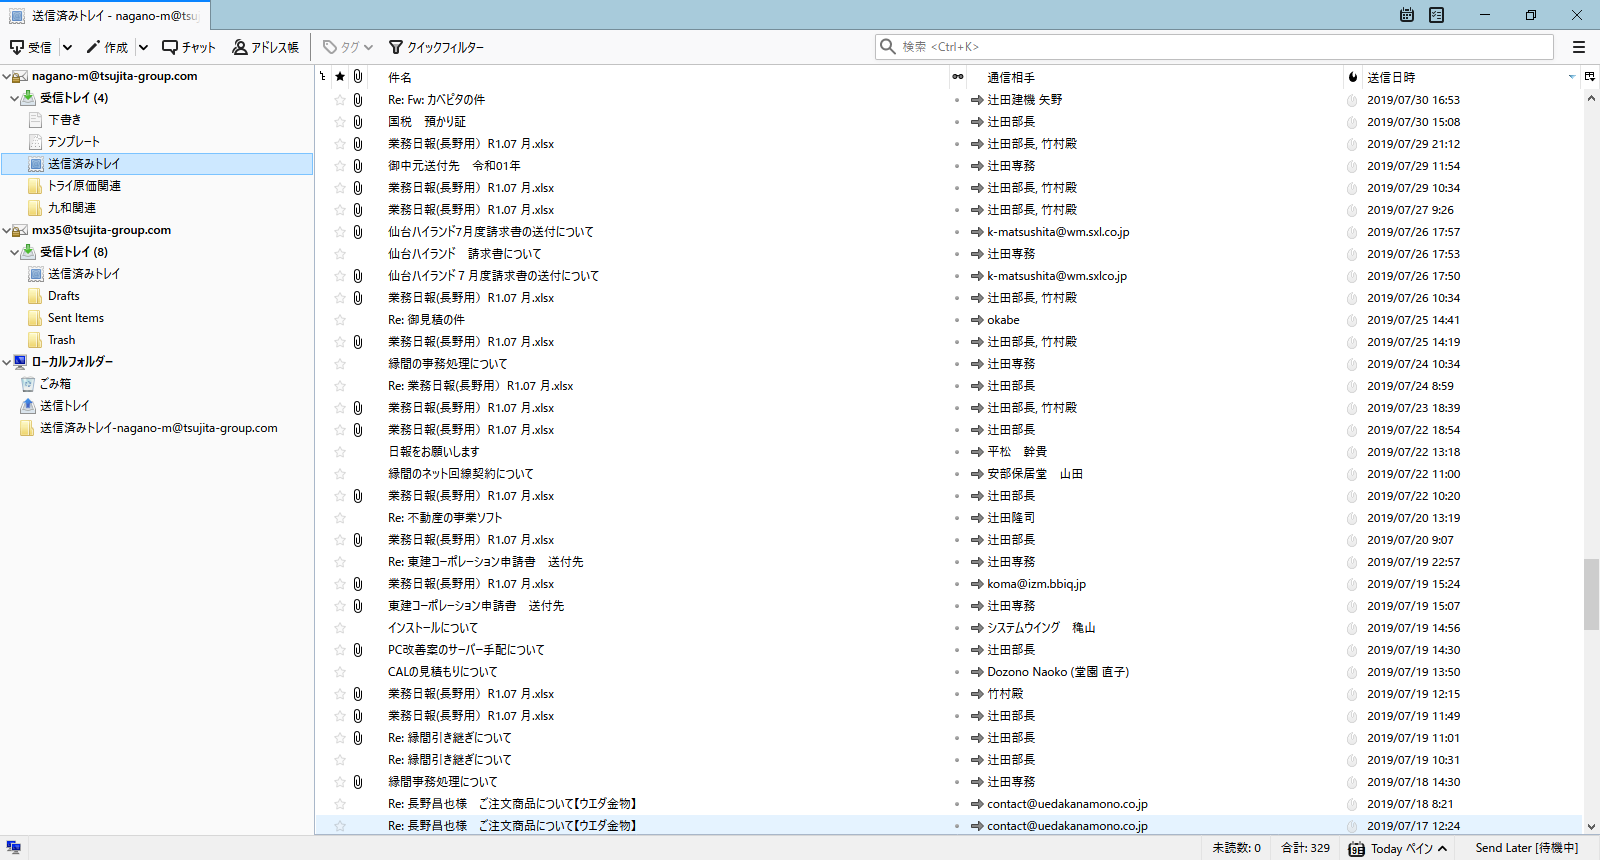 送信済みトレイ - nagano-m@tsu
受信 作成 チャット アドレス帳 タグ クイックフィルター 検索 <Ctrl+K>
nagano-m@tsujita-group.com
受信トレイ (4)
下書き
テンプレート
送信済みトレイ
トライ原価関連
九和関連
mx35@tsujita-group.com
受信トレイ (8)
送信済みトレイ
Drafts
Sent Items
Trash
ローカルフォルダー
ごみ箱
送信トレイ
送信済みトレイ-nagano-m@tsujita-group.com
件名 通信相手 送信日時
Re: Fw: カベピタの件 辻田建機 矢野 2019/07/30 16:53
国税　預かり証 辻田部長 2019/07/30 15:08
業務日報(長野用）R1.07 月.xlsx 辻田部長, 竹村殿 2019/07/29 21:12
御中元送付先　令和01年 辻田専務 2019/07/29 11:54
業務日報(長野用）R1.07 月.xlsx 辻田部長, 竹村殿 2019/07/29 10:34
業務日報(長野用）R1.07 月.xlsx 辻田部長, 竹村殿 2019/07/27 9:26
仙台ハイランド7月度請求書の送付について k-matsushita@wm.sxl.co.jp 2019/07/26 17:57
仙台ハイランド　請求書について 辻田専務 2019/07/26 17:53
仙台ハイランド７月度請求書の送付について k-matsushita@wm.sxlco.jp 2019/07/26 17:50
業務日報(長野用）R1.07 月.xlsx 辻田部長, 竹村殿 2019/07/26 10:34
Re: 御見積の件 okabe 2019/07/25 14:41
業務日報(長野用）R1.07 月.xlsx 辻田部長, 竹村殿 2019/07/25 14:19
縁間の事務処理について 辻田専務 2019/07/24 10:34
Re: 業務日報(長野用）R1.07 月.xlsx 辻田部長 2019/07/24 8:59
業務日報(長野用）R1.07 月.xlsx 辻田部長, 竹村殿 2019/07/23 18:39
業務日報(長野用）R1.07 月.xlsx 辻田部長 2019/07/22 18:54
日報をお願いします 平松　幹貴 2019/07/22 13:18
縁間のネット回線契約について 安部保居堂　山田 2019/07/22 11:00
業務日報(長野用）R1.07 月.xlsx 辻田部長 2019/07/22 10:20
Re: 不動産の事業ソフト 辻田隆司 2019/07/20 13:19
業務日報(長野用）R1.07 月.xlsx 辻田部長 2019/07/20 9:07
Re: 東建コーポレーション申請書　送付先 辻田専務 2019/07/19 22:57
業務日報(長野用）R1.07 月.xlsx koma@izm.bbiq.jp 2019/07/19 15:24
東建コーポレーション申請書　送付先 辻田専務 2019/07/19 15:07
インストールについて システムウイング　穐山 2019/07/19 14:56
PC改善案のサーバー手配について 辻田部長 2019/07/19 14:30
CALの見積もりについて Dozono Naoko (堂園 直子) 2019/07/19 13:50
業務日報(長野用）R1.07 月.xlsx 竹村殿 2019/07/19 12:15
業務日報(長野用）R1.07 月.xlsx 辻田部長 2019/07/19 11:49
Re: 縁間引き継ぎについて 辻田部長 2019/07/19 11:01
Re: 縁間引き継ぎについて 辻田部長 2019/07/19 10:31
縁間事務処理について 辻田専務 2019/07/18 14:30
Re: 長野昌也様　ご注文商品について【ウエダ金物】 contact@uedakanamono.co.jp 2019/07/18 8:21
Re: 長野昌也様　ご注文商品について【ウエダ金物】 contact@uedakanamono.co.jp 2019/07/17 12:24
未読数: 0 合計: 329 Today ペイン Send Later [待機中]